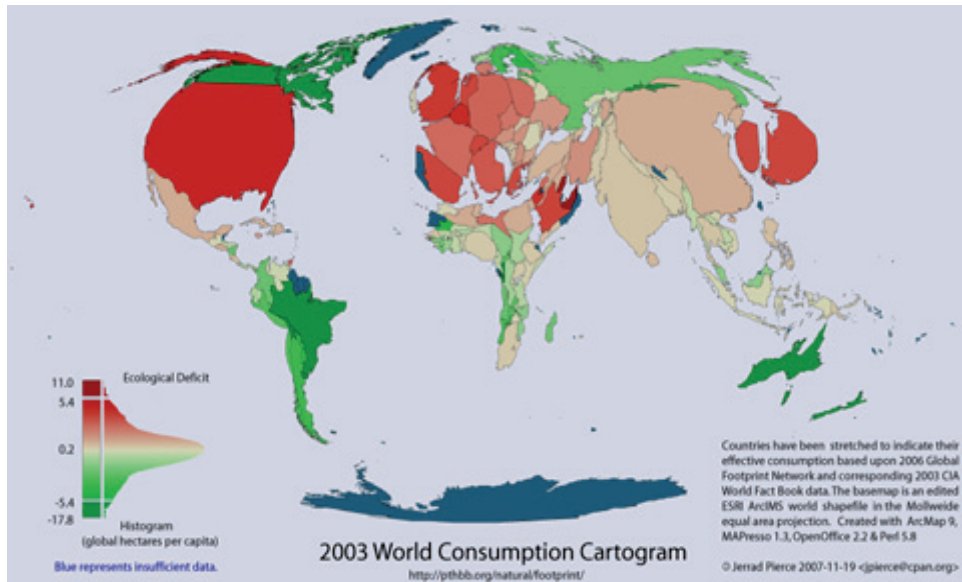 Ecological Deficit
11.0
5.4
0.2
-5.4
-17.8
Histogram
(global hectares per capita)
Blue represents insufficient data.
2003 World Consumption Cartogram
http://pthbb.org/natural/footprint/
Countries have been stretched to indicate their
effective consumption based upon 2006 Global
Footprint Network and corresponding 2003 CIA
World Fact Book data. The basemap is an edited
ESRI ArcIMS world shapefile in the Mollweide
equal area projection. Created with ArcMap 9,
MAPresso 1.3, OpenOffice 2.2 & Perl 5.8
© Jerrad Pierce 2007-11-19 <jpierce@cpan.org>